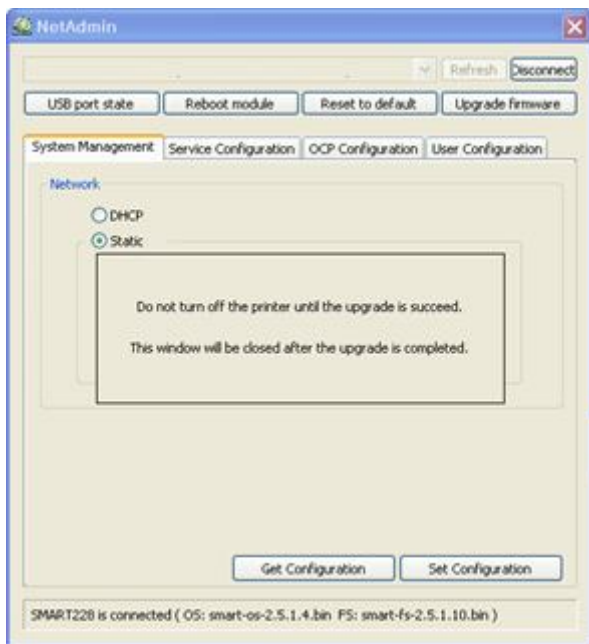 NetAdmin
Refresh Disconnect
USB port state Reboot module Reset to default Upgrade firmware
System Management Service Configuration OCP Configuration User Configuration
Network
DHCP
Static
Do not turn off the printer until the upgrade is succeed.
This window will be closed after the upgrade is completed.
Get Configuration Set Configuration
SMART228 is connected ( OS: smart-os-2.5.1.4.bin FS: smart-fs-2.5.1.10.bin )